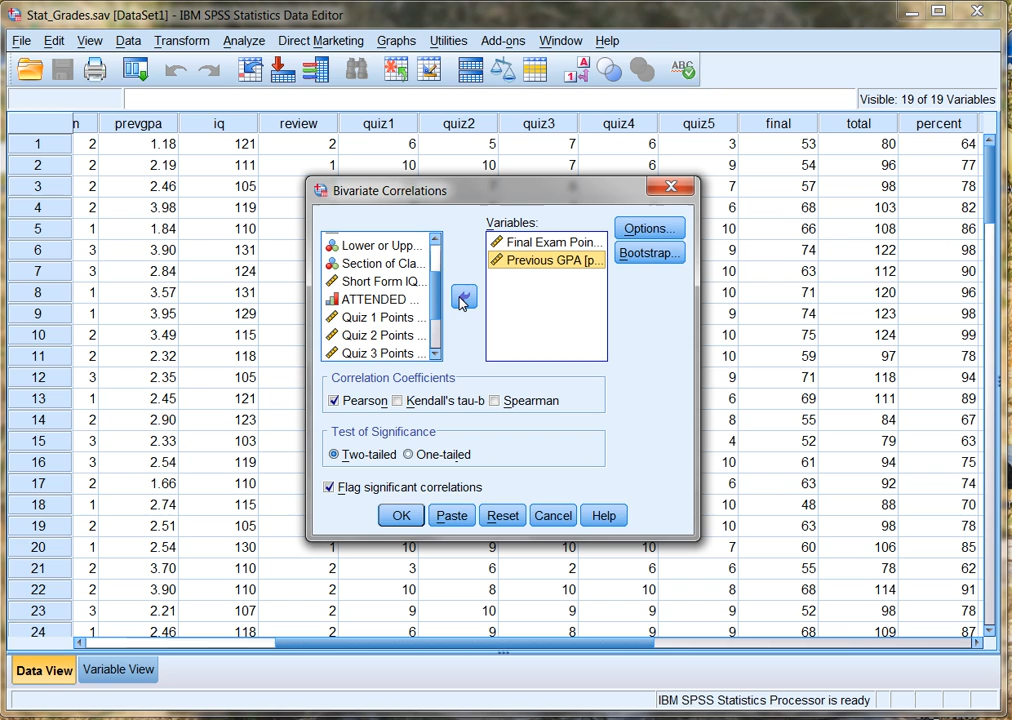 Stat_Grades.sav [DataSet1] - IBM SPSS Statistics Data Editor
File Edit View Data Transform Analyze Direct Marketing Graphs Utilities Add-ons Window Help
Visible: 19 of 19 Variables
n prevgpa iq review quiz1 quiz2 quiz3 quiz4 quiz5 final total percent
1 2 1.18 121 2 6 5 7 6 3 53 80 64
2 2 2.19 111 1 10 10 7 6 9 54 96 77
3 2 2.46 105 7 57 98 78
4 2 3.98 119 6 68 103 82
5 1 1.84 110 8 66 108 86
6 3 3.90 131 9 74 122 98
7 3 2.84 124 10 63 112 90
8 1 3.57 131 10 71 120 96
9 1 3.95 129 9 74 123 98
10 2 3.49 115 10 75 124 99
11 2 2.32 118 10 59 97 78
12 3 2.35 105 9 71 118 94
13 1 2.45 121 6 69 111 89
14 2 2.90 123 8 55 84 67
15 3 2.33 103 4 52 79 63
16 3 2.54 119 10 61 94 75
17 2 1.66 110 6 63 92 74
18 1 2.74 115 10 48 88 70
19 2 2.51 105 10 63 98 78
20 1 2.54 130 1 10 9 10 10 7 60 106 85
21 2 3.70 110 2 3 6 2 6 6 55 78 62
22 2 3.90 110 2 10 8 10 10 8 68 114 91
23 3 2.21 107 2 9 10 9 9 9 52 98 78
24 1 2.46 118 2 6 9 8 9 9 68 109 87
Bivariate Correlations
Variables:
Lower or Upp...
Section of Cla...
Short Form IQ...
ATTENDED ...
Quiz 1 Points ...
Quiz 2 Points ...
Quiz 3 Points ...
Final Exam Poin...
Previous GPA [p...
Options...
Bootstrap...
Correlation Coefficients
Pearson Kendall's tau-b Spearman
Test of Significance
Two-tailed One-tailed
Flag significant correlations
OK Paste Reset Cancel Help
Data View Variable View
IBM SPSS Statistics Processor is ready